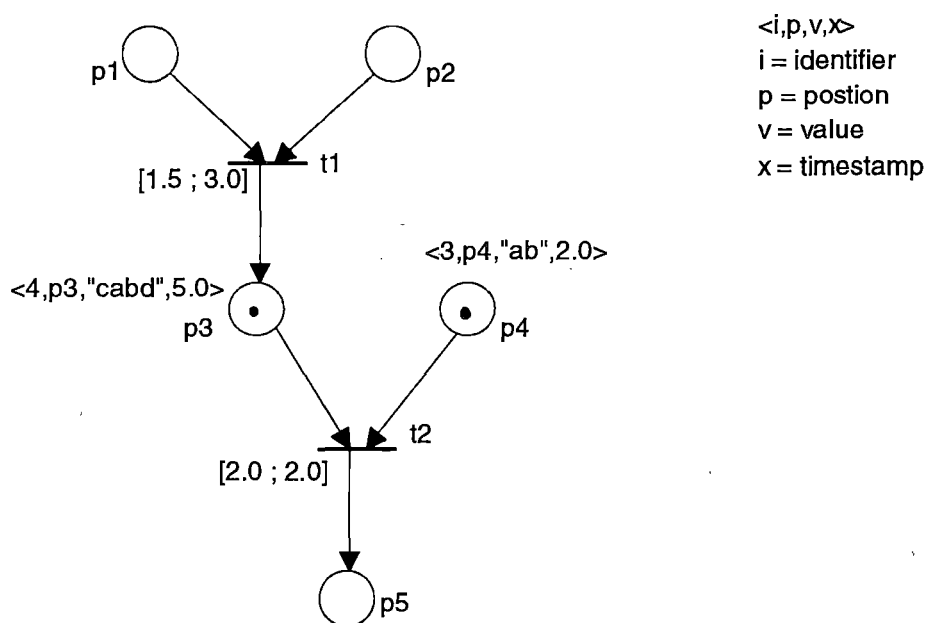 <i,p,v,x>
i = identifier
p = postion
v = value
x = timestamp
p1
p2
t1
[1.5 ; 3.0]
<3,p4,"ab",2.0>
<4,p3,"cabd",5.0>
p3
p4
t2
[2.0 ; 2.0]
p5